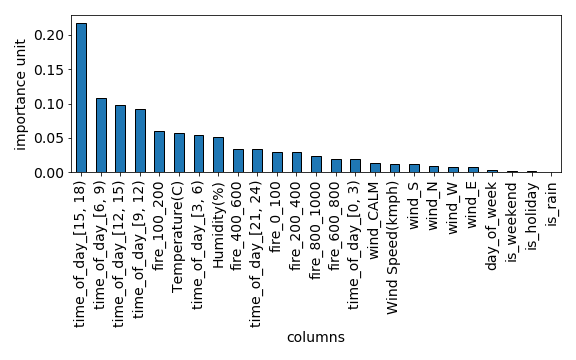 importance unit
0.20
0.15
0.10
0.05
0.00
time_of_day_[15, 18)
time_of_day_[6, 9)
time_of_day_[12, 15)
time_of_day_[9, 12)
fire_100_200
Temperature(C)
time_of_day_[3, 6)
Humidity(%)
fire_400_600
time_of_day_[21, 24)
fire_0_100
fire_200_400
fire_800_1000
fire_600_800
time_of_day_[0, 3)
wind_CALM
Wind Speed(kmph)
wind_S
wind_N
wind_W
wind_E
day_of_week
is_weekend
is_holiday
is_rain
columns